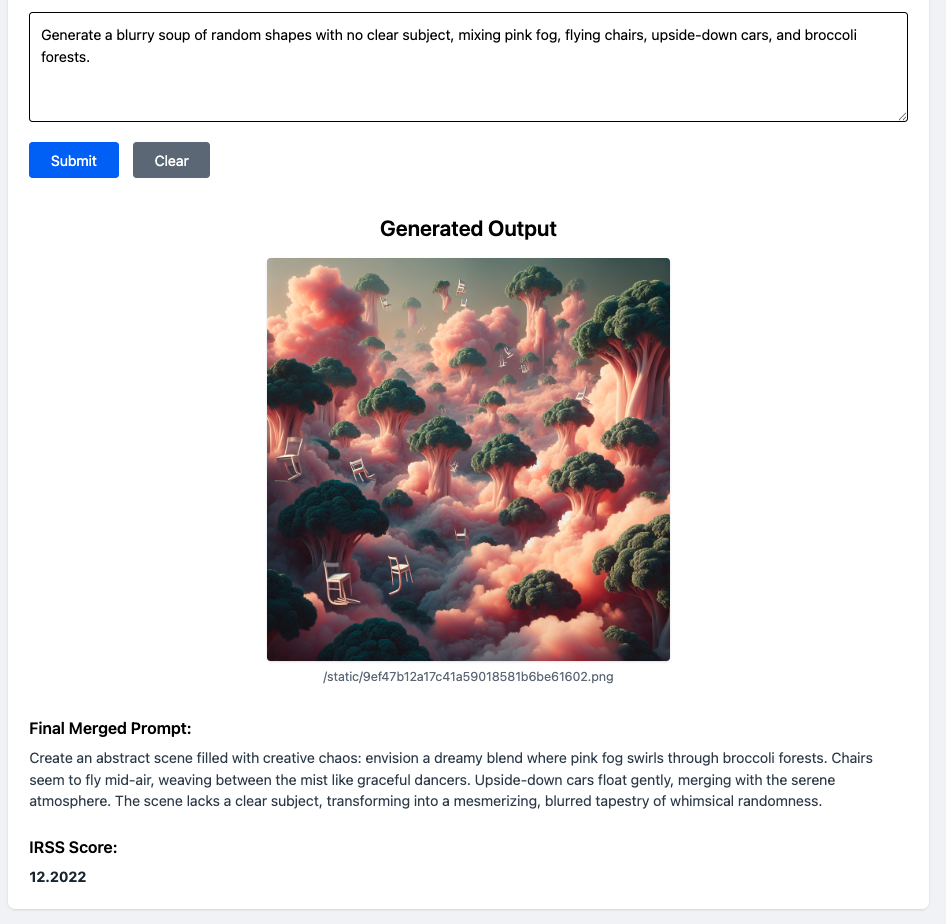 Generate a blurry soup of random shapes with no clear subject, mixing pink fog, flying chairs, upside-down cars, and broccoli
forests.
Submit
Clear
Generated Output
/static/9ef47b12a17c41a59018581b6be61602.png
Final Merged Prompt:
Create an abstract scene filled with creative chaos: envision a dreamy blend where pink fog swirls through broccoli forests. Chairs
seem to fly mid-air, weaving between the mist like graceful dancers. Upside-down cars float gently, merging with the serene
atmosphere. The scene lacks a clear subject, transforming into a mesmerizing, blurred tapestry of whimsical randomness.
IRSS Score:
12.2022